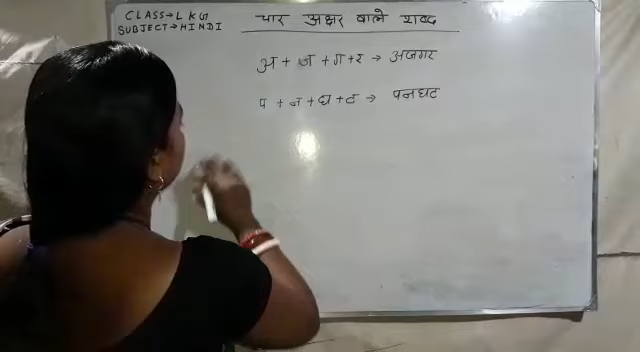 CLASS→LKG
SUBJECT→HINDI
चार अक्षर वाले शब्द
अ + ज + ग + र → अजगर
प + न + घ + ट → पनघट